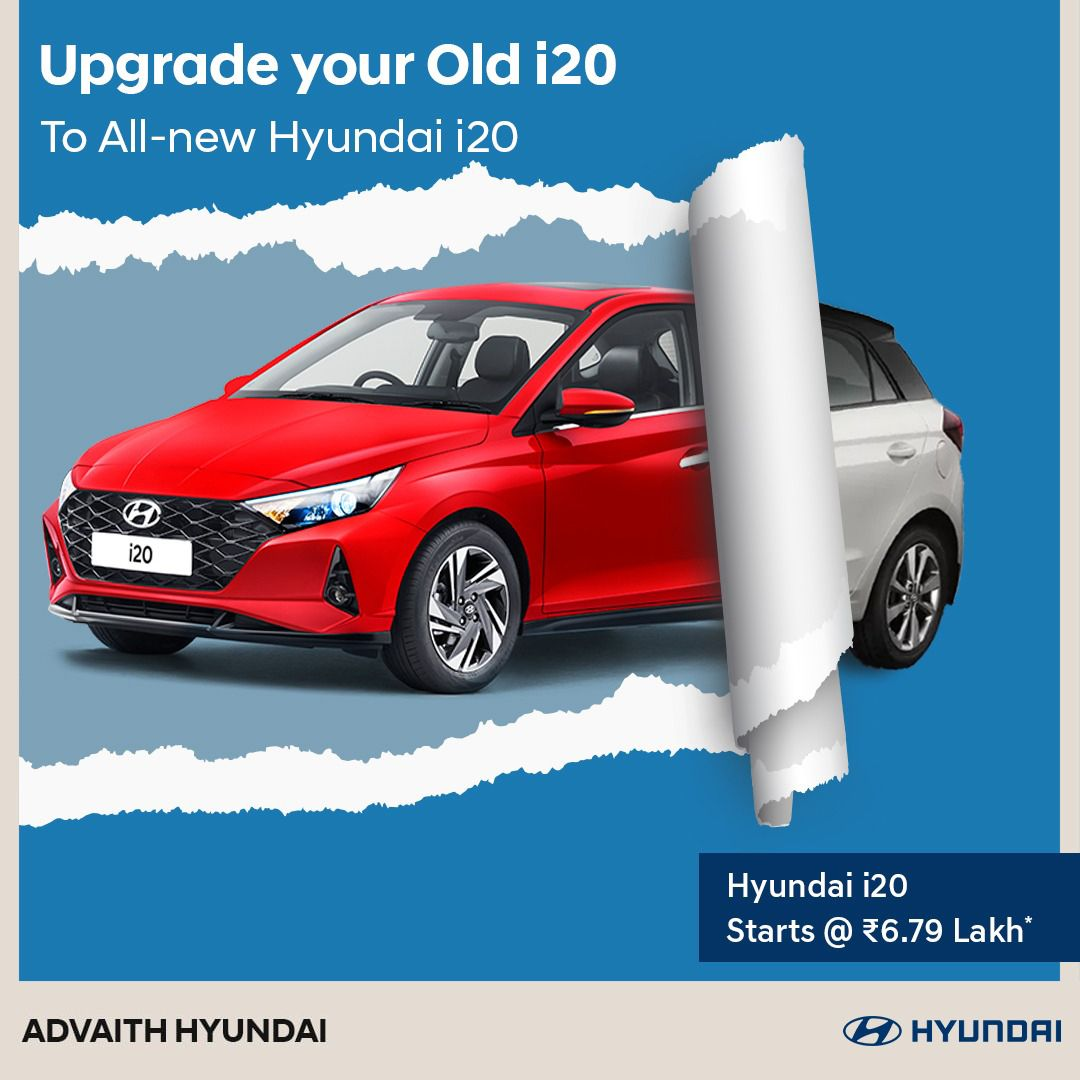 Upgrade your Old i20
To All-new Hyundai i20
i20
Hyundai i20
Starts @ ₹6.79 Lakh*
ADVAITH HYUNDAI
HYUNDAI